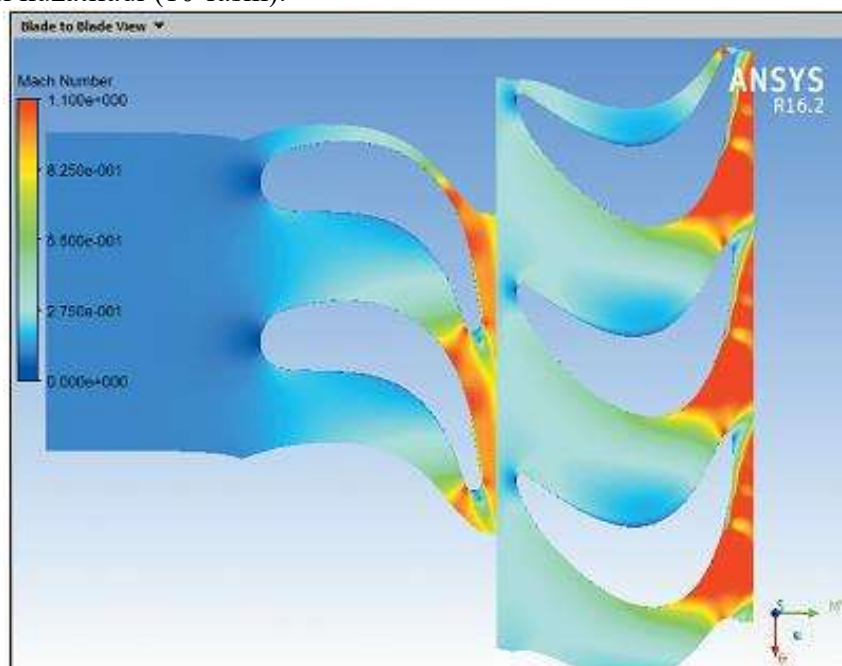 Blade to Blade View
Mach Number
1.100e+000
8.250e-001
5.500e-001
2.750e-001
0.000e+000
ANSYS
R16.2